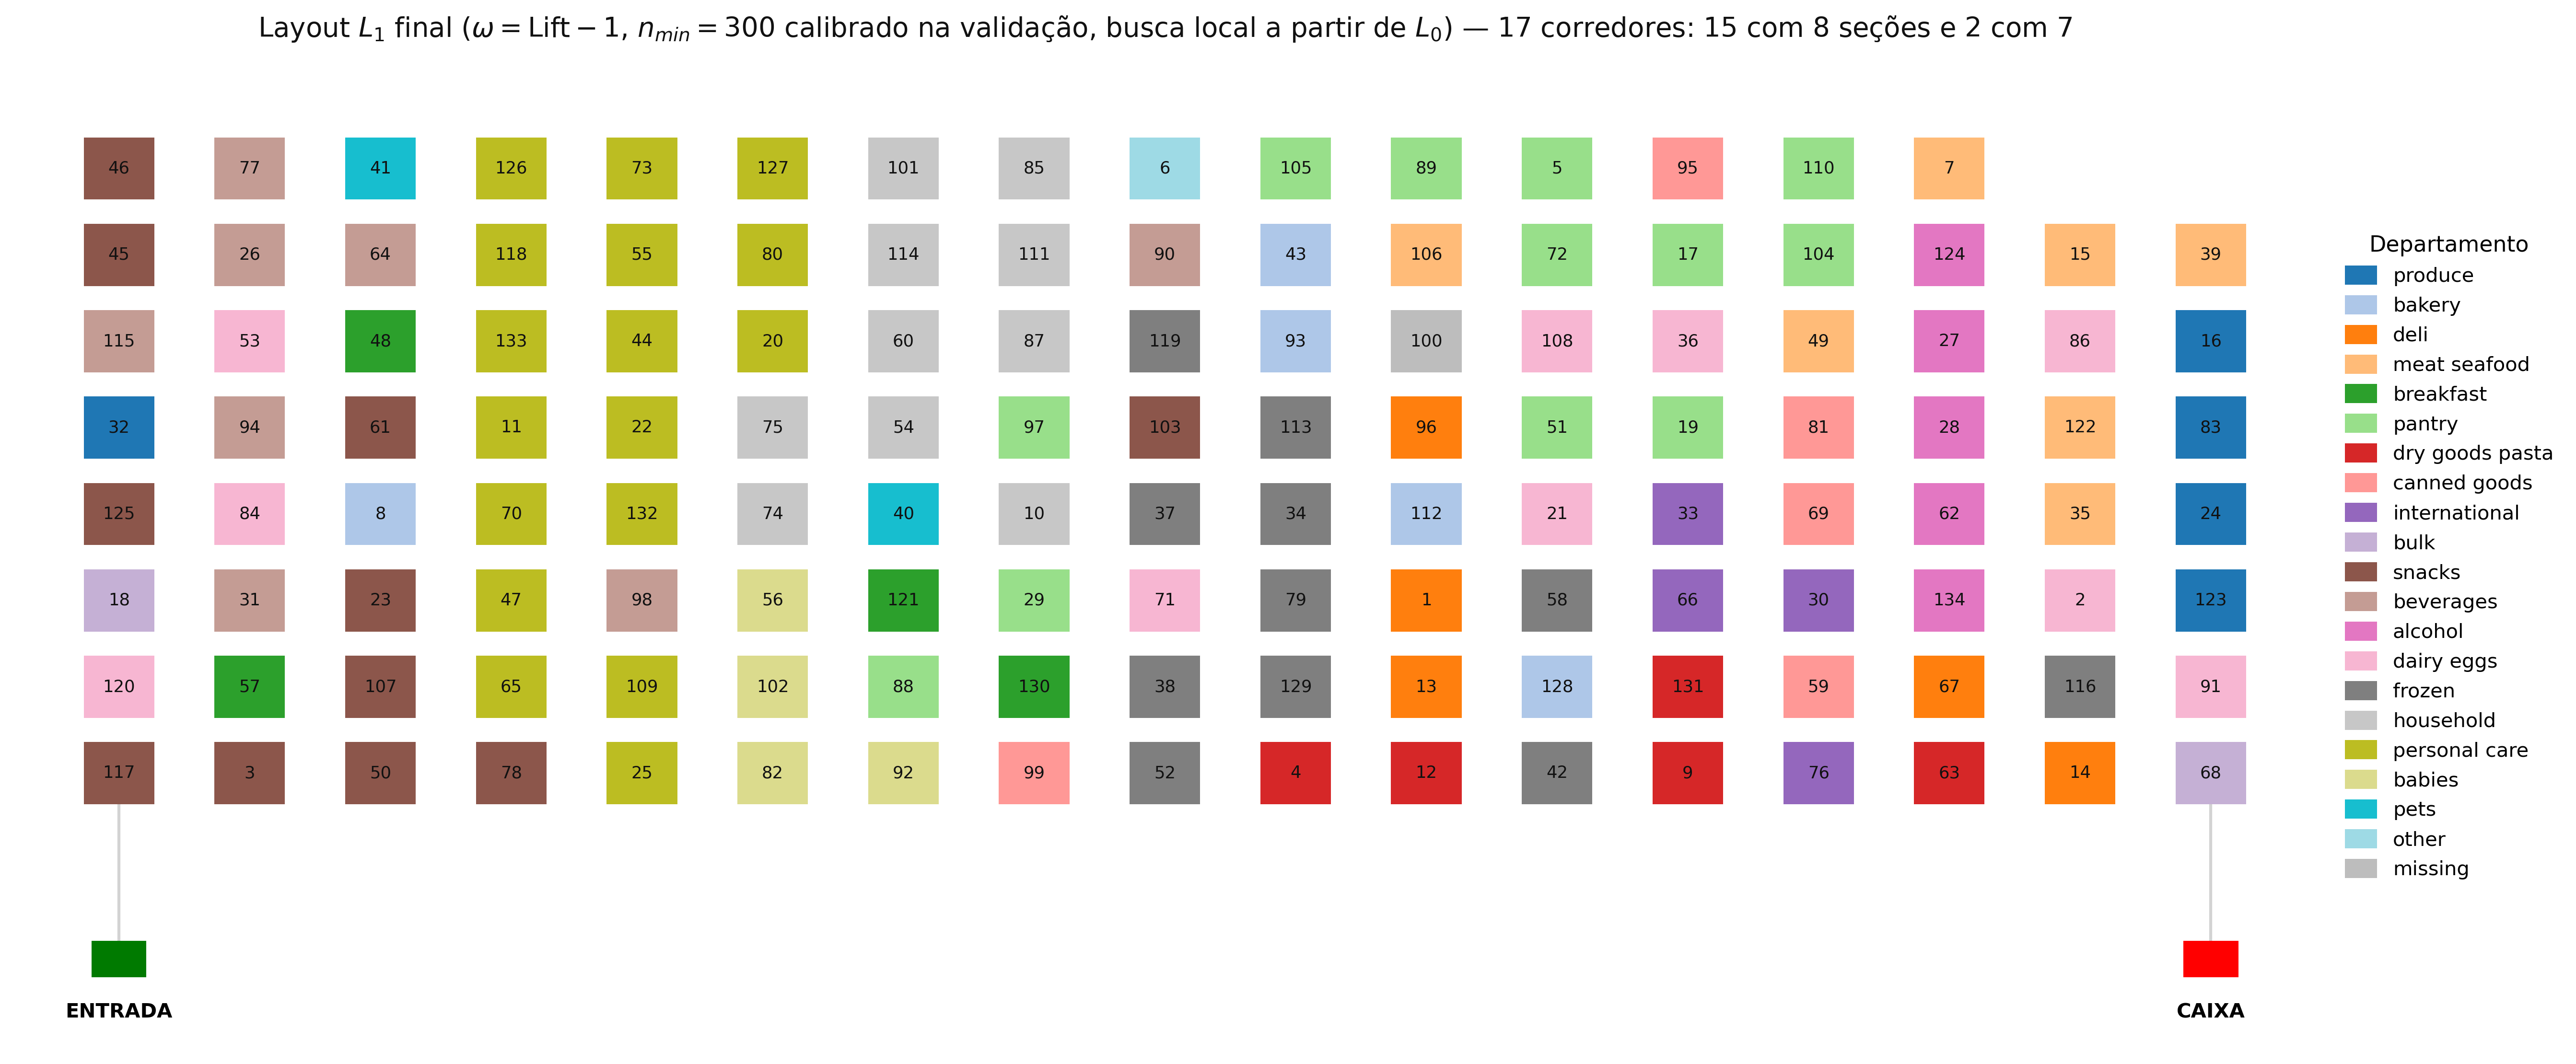 Layout L₁ final (ω = Lift − 1, nₘᵢₙ = 300 calibrado na validação, busca local a partir de L₀) — 17 corredores: 15 com 8 seções e 2 com 7
46 77 41 126 73 127 101 85 6 105 89 5 95 110 7
45 26 64 118 55 80 114 111 90 43 106 72 17 104 124 15 39
115 53 48 133 44 20 60 87 119 93 100 108 36 49 27 86 16
32 94 61 11 22 75 54 97 103 113 96 51 19 81 28 122 83
125 84 8 70 132 74 40 10 37 34 112 21 33 69 62 35 24
18 31 23 47 98 56 121 29 71 79 1 58 66 30 134 2 123
120 57 107 65 109 102 88 130 38 129 13 128 131 59 67 116 91
117 3 50 78 25 82 92 99 52 4 12 42 9 76 63 14 68
ENTRADA
CAIXA
Departamento
produce
bakery
deli
meat seafood
breakfast
pantry
dry goods pasta
canned goods
international
bulk
snacks
beverages
alcohol
dairy eggs
frozen
household
personal care
babies
pets
other
missing